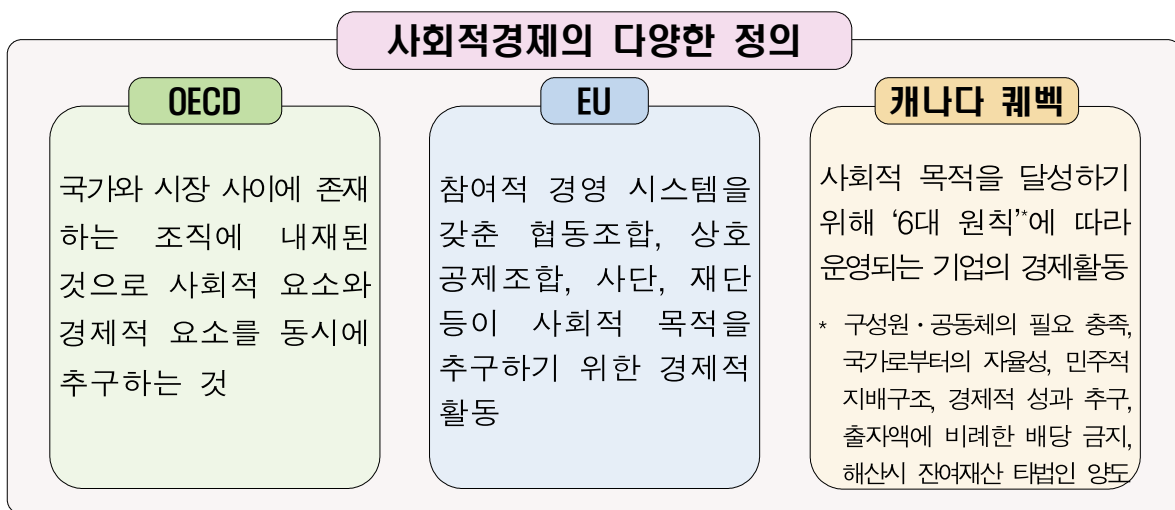 사회적경제의 다양한 정의
OECD
국가와 시장 사이에 존재
하는 조직에 내재된
것으로 사회적 요소와
경제적 요소를 동시에
추구하는 것
EU
참여적 경영 시스템을
갖춘 협동조합, 상호
공제조합, 사단, 재단
등이 사회적 목적을
추구하기 위한 경제적
활동
캐나다 퀘벡
사회적 목적을 달성하기
위해 ‘6대 원칙’*에 따라
운영되는 기업의 경제활동
* 구성원・공동체의 필요 충족,
국가로부터의 자율성, 민주적
지배구조, 경제적 성과 추구,
출자액에 비례한 배당 금지,
해산시 잔여재산 타법인 양도